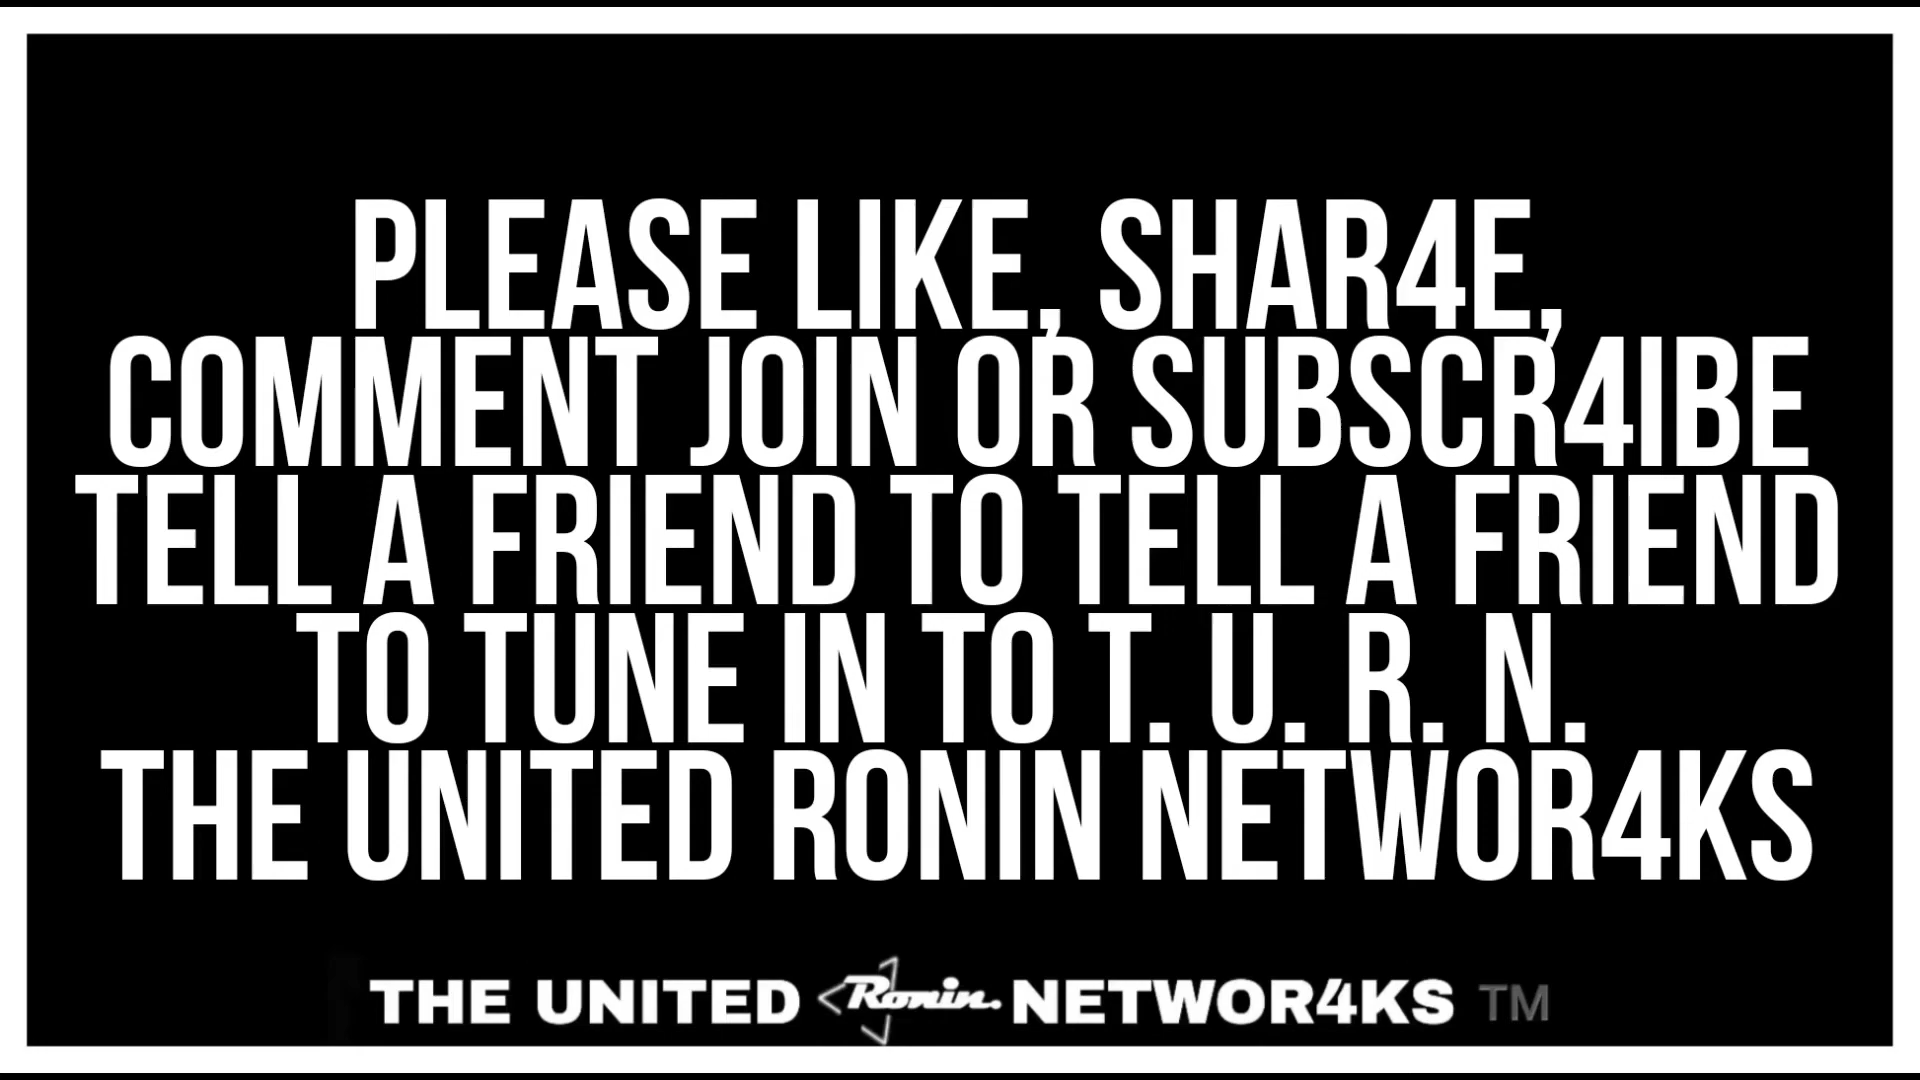 PLEASE LIKE, SHAR4E,
COMMENT JOIN OR SUBSCR4IBE
TELL A FRIEND TO TELL A FRIEND
TO TUNE IN TO T. U. R. N.
THE UNITED RONIN NETWOR4KS
THE UNITED Ronin. NETWOR4KS TM